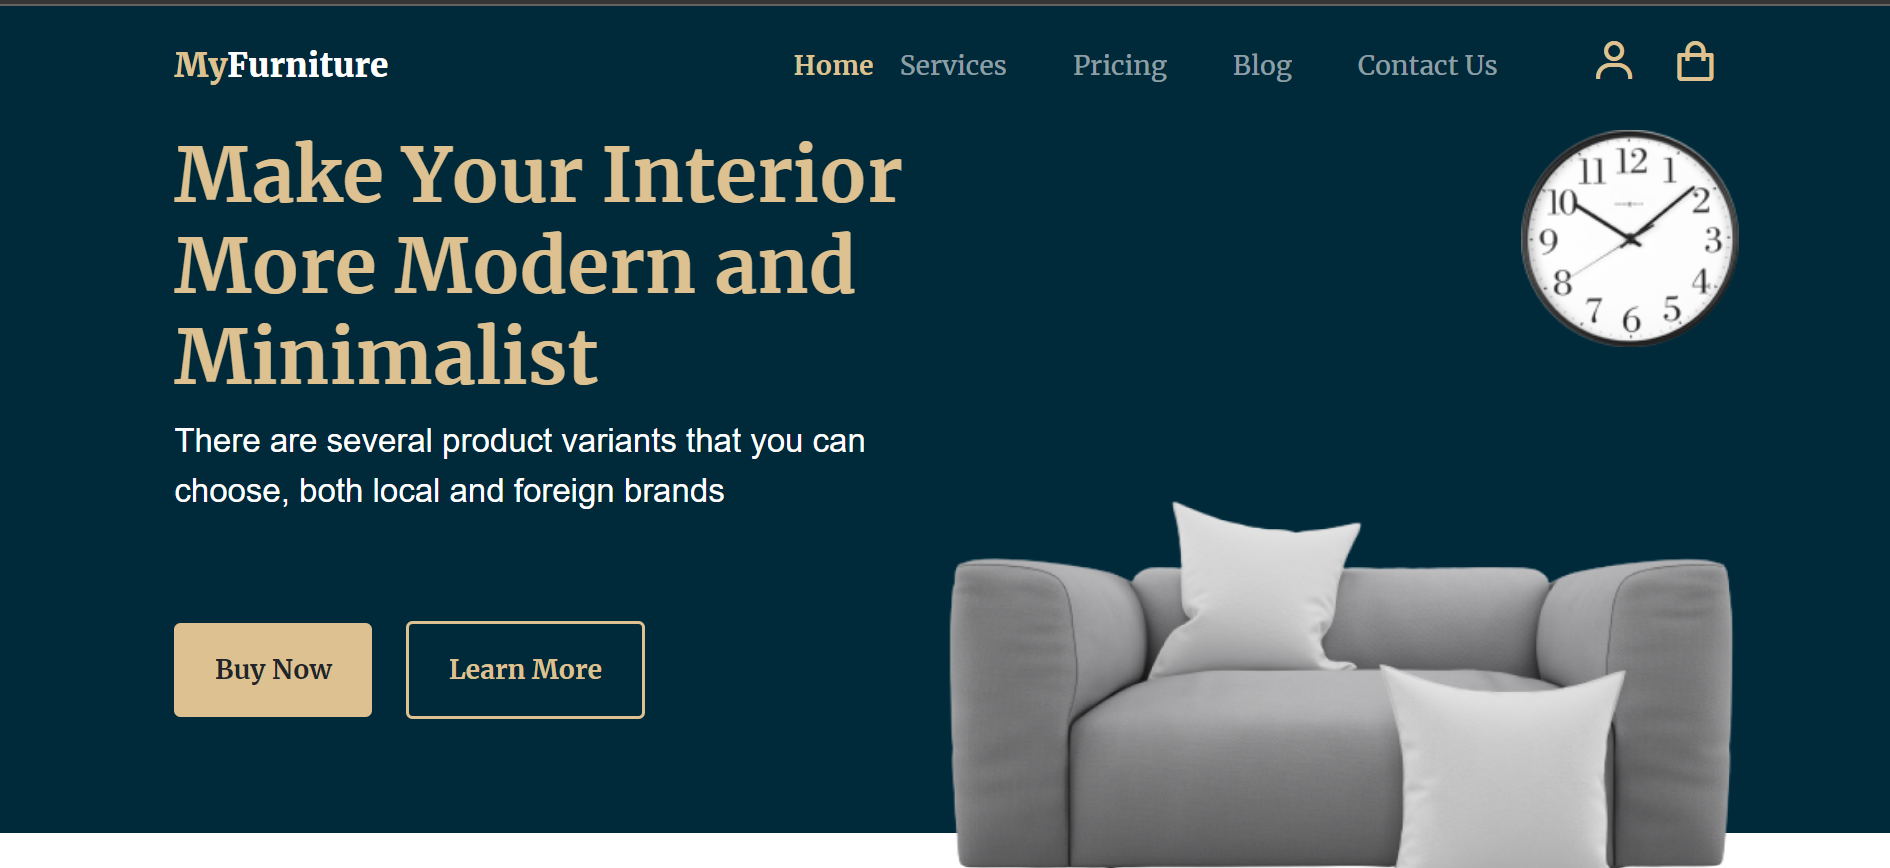 MyFurniture
Home Services Pricing Blog Contact Us
Make Your Interior
More Modern and
Minimalist
There are several product variants that you can
choose, both local and foreign brands
Buy Now
Learn More
12
11 1
10 2
9 3
8 4
7 5
6